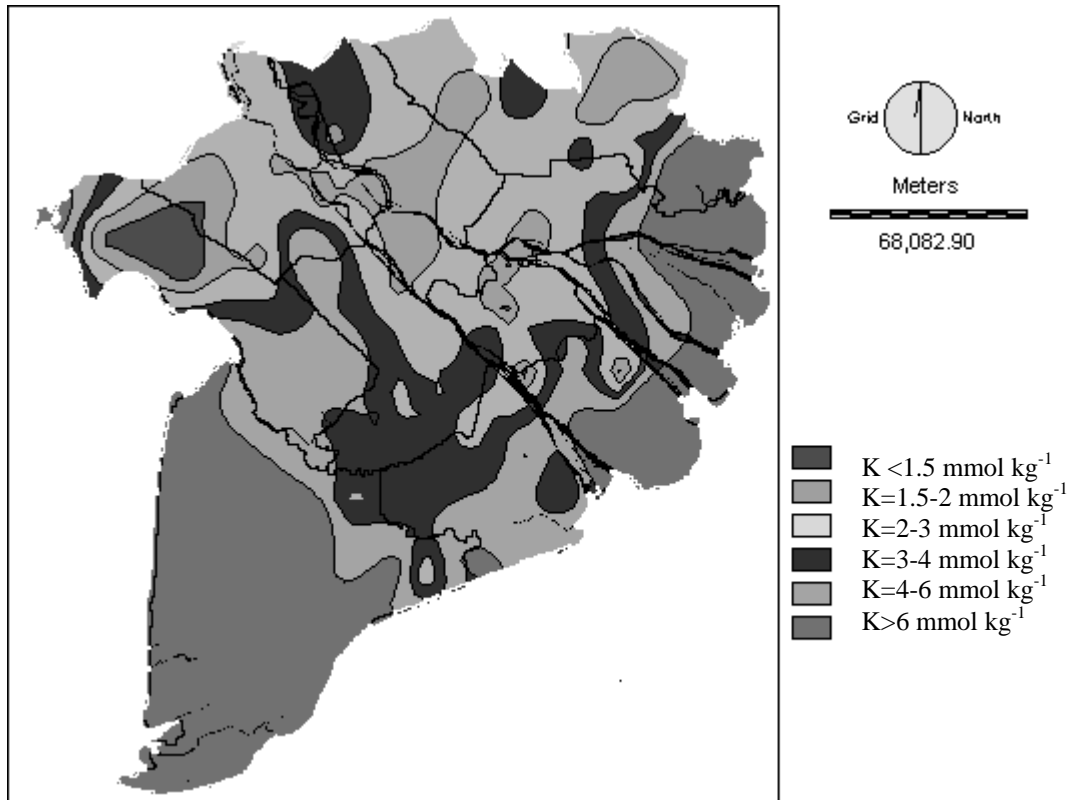 Grid North
Meters
68,082.90
K <1.5 mmol kg⁻¹
K=1.5-2 mmol kg⁻¹
K=2-3 mmol kg⁻¹
K=3-4 mmol kg⁻¹
K=4-6 mmol kg⁻¹
K>6 mmol kg⁻¹